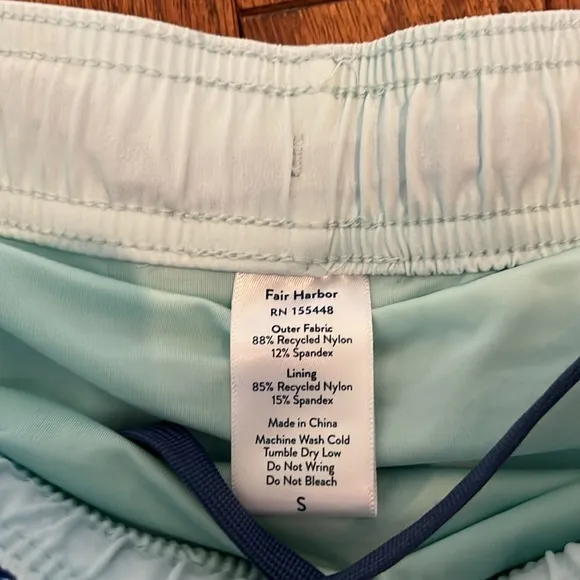 Fair Harbor
RN 155448
Outer Fabric
88% Recycled Nylon
12% Spandex
Lining
85% Recycled Nylon
15% Spandex
Made in China
Machine Wash Cold
Tumble Dry Low
Do Not Wring
Do Not Bleach
S